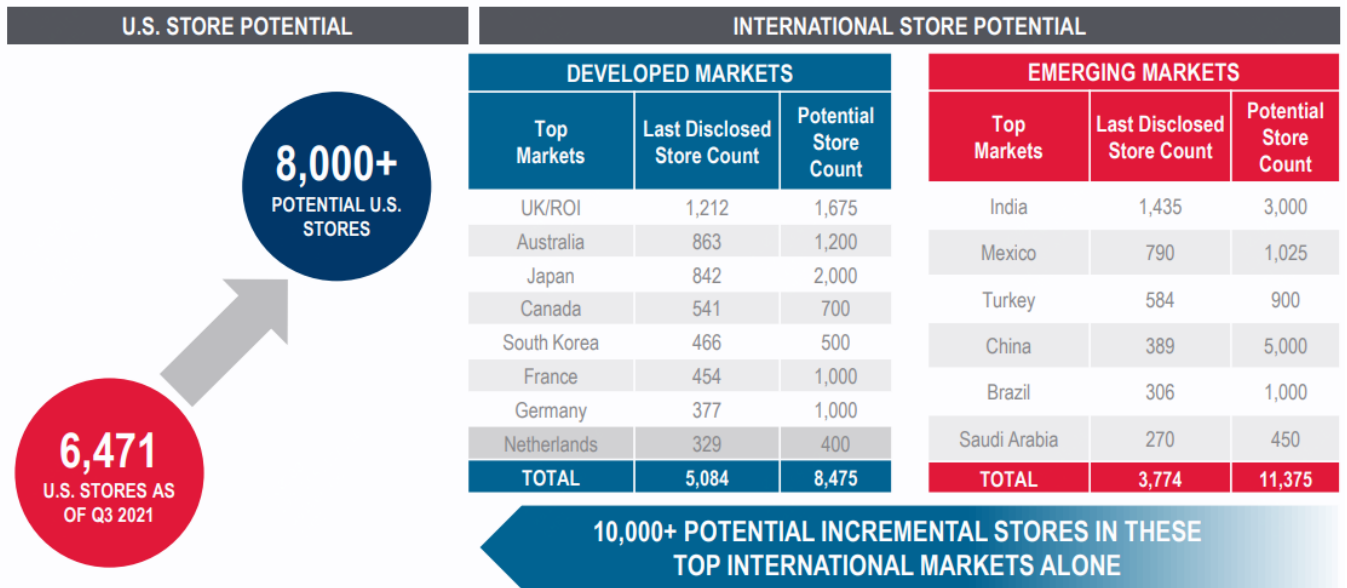 U.S. STORE POTENTIAL
8,000+
POTENTIAL U.S.
STORES
6,471
U.S. STORES AS
OF Q3 2021
INTERNATIONAL STORE POTENTIAL
DEVELOPED MARKETS
Top Markets Last Disclosed Store Count Potential Store Count
UK/ROI 1,212 1,675
Australia 863 1,200
Japan 842 2,000
Canada 541 700
South Korea 466 500
France 454 1,000
Germany 377 1,000
Netherlands 329 400
TOTAL 5,084 8,475
EMERGING MARKETS
Top Markets Last Disclosed Store Count Potential Store Count
India 1,435 3,000
Mexico 790 1,025
Turkey 584 900
China 389 5,000
Brazil 306 1,000
Saudi Arabia 270 450
TOTAL 3,774 11,375
10,000+ POTENTIAL INCREMENTAL STORES IN THESE
TOP INTERNATIONAL MARKETS ALONE